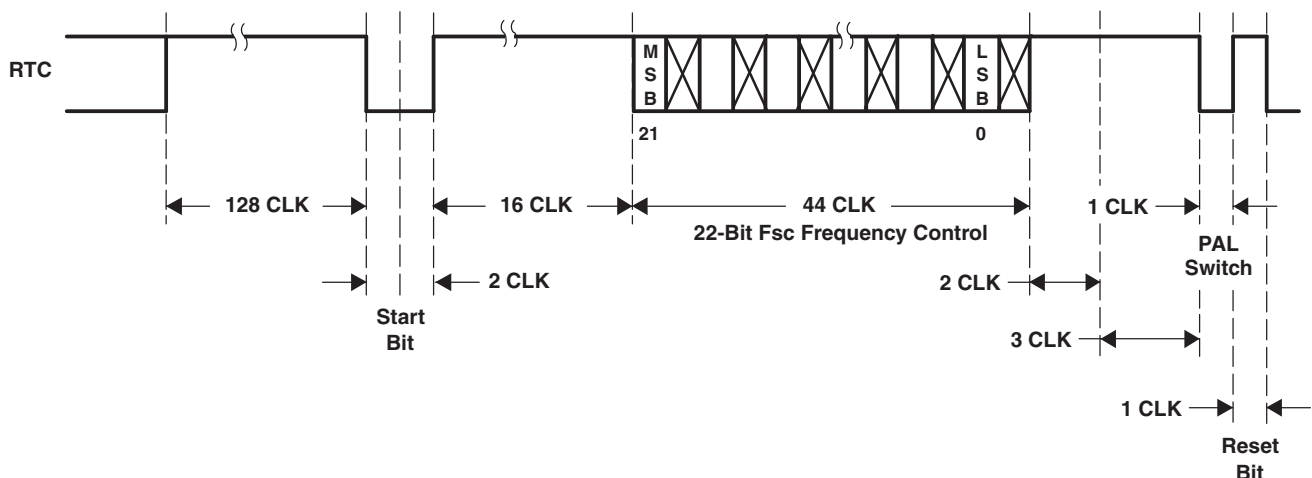 RTC
M
S
B
L
S
B
21
0
128 CLK
16 CLK
44 CLK
22-Bit Fsc Frequency Control
1 CLK
PAL
Switch
2 CLK
Start
Bit
2 CLK
3 CLK
1 CLK
Reset
Bit